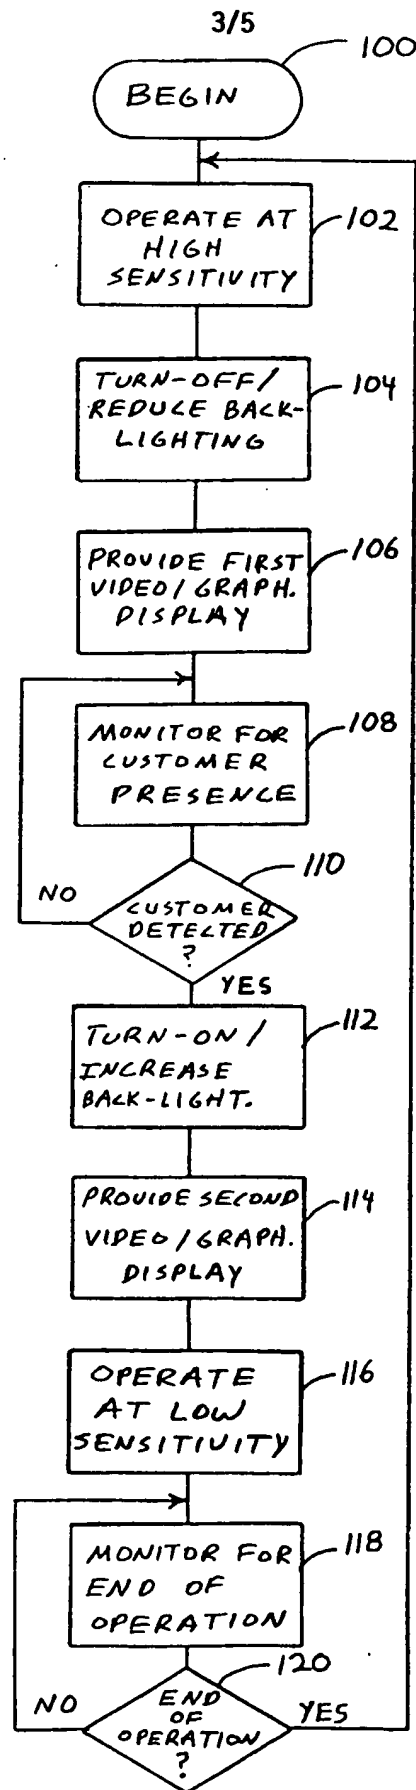 3/5
100
BEGIN
OPERATE AT
HIGH
SENSITIVITY
102
TURN-OFF/
REDUCE BACK-
LIGHTING
104
PROVIDE FIRST
VIDEO/GRAPH.
DISPLAY
106
MONITOR FOR
CUSTOMER
PRESENCE
108
110
NO
CUSTOMER
DETECTED
?
YES
TURN-ON/
INCREASE
BACK-LIGHT.
112
PROVIDE SECOND
VIDEO/GRAPH.
DISPLAY
114
OPERATE
AT LOW
SENSITIVITY
116
MONITOR FOR
END OF
OPERATION
118
120
NO
END
OF
OPERATION
?
YES